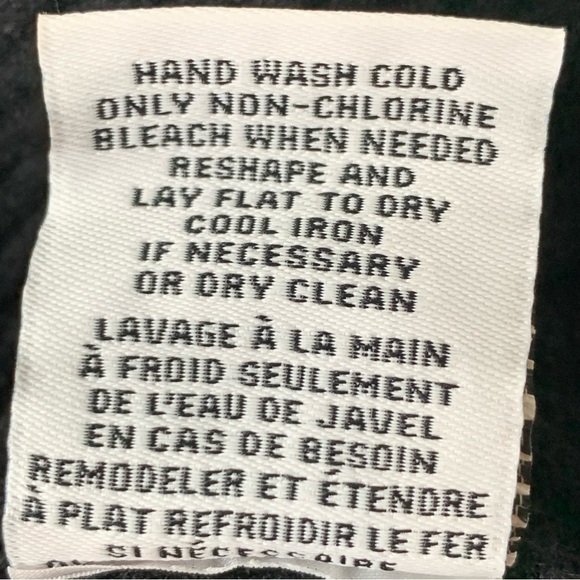 HAND WASH COLD
ONLY NON-CHLORINE
BLEACH WHEN NEEDED
RESHAPE AND
LAY FLAT TO DRY
COOL IRON
IF NECESSARY
OR DRY CLEAN
LAVAGE À LA MAIN
À FROID SEULEMENT
DE L'EAU DE JAVEL
EN CAS DE BESOIN
REMODELER ET ÉTENDRE
À PLAT REFROIDIR LE FER
SI NÉCESSAIRE